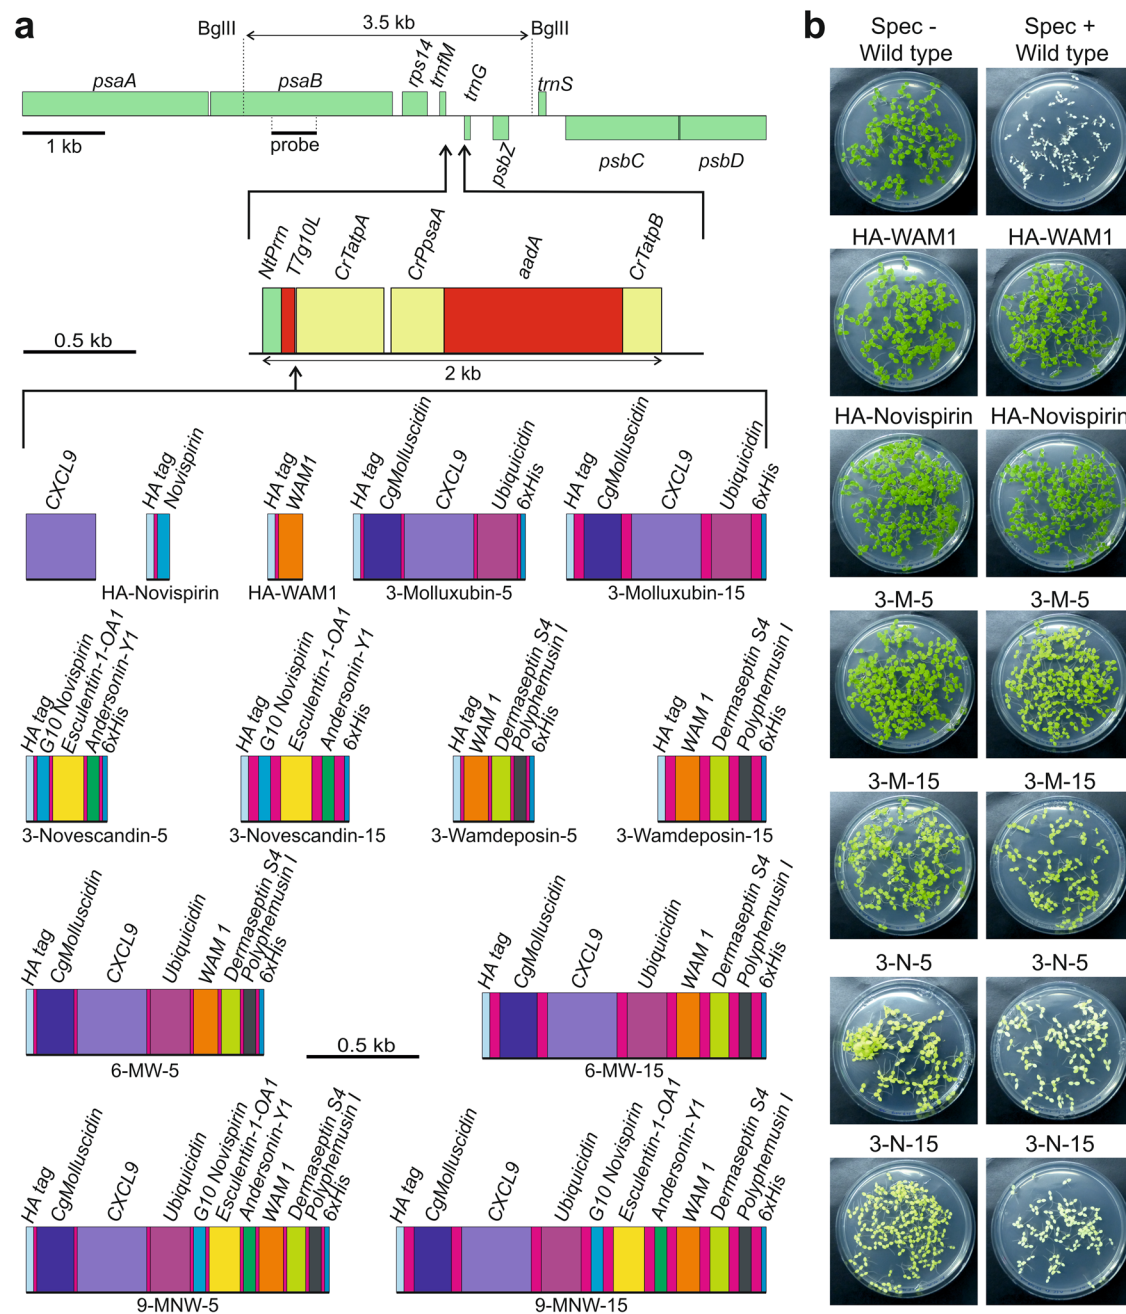 a
BglII 3.5 kb BglII
psaA psaB rps14 trnfM trnG trnS
1 kb probe psbZ psbC psbD
NtPrrn T7g10L CrTatpA CrPpsaA aadA CrTatpB
0.5 kb
2 kb
CXCL9
HA tag Novispirin
HA tag WAM1
HA tag CgMolluscidin CXCL9 Ubiquicidin 6xHis
HA tag CgMolluscidin CXCL9 Ubiquicidin 6xHis
HA-Novispirin HA-WAM1 3-Molluxubin-5 3-Molluxubin-15
HA tag G10 Novispirin Esculentin-1-OA1 Andersonin-Y1 6xHis
HA tag G10 Novispirin Esculentin-1-OA1 Andersonin-Y1 6xHis
HA tag WAM 1 Dermaseptin S4 Polyphemusin I 6xHis
HA tag WAM 1 Dermaseptin S4 Polyphemusin I 6xHis
3-Novescandin-5 3-Novescandin-15 3-Wamdeposin-5 3-Wamdeposin-15
HA tag CgMolluscidin CXCL9 Ubiquicidin WAM 1 Dermaseptin S4 Polyphemusin I 6xHis
HA tag CgMolluscidin CXCL9 Ubiquicidin WAM 1 Dermaseptin S4 Polyphemusin I 6xHis
0.5 kb
6-MW-5 6-MW-15
HA tag CgMolluscidin CXCL9 Ubiquicidin G10 Novispirin Esculentin-1-OA1 Andersonin-Y1 WAM 1 Dermaseptin S4 Polyphemusin I 6xHis
HA tag CgMolluscidin CXCL9 Ubiquicidin G10 Novispirin Esculentin-1-OA1 Andersonin-Y1 WAM 1 Dermaseptin S4 Polyphemusin I 6xHis
9-MNW-5 9-MNW-15
b
Spec - Spec +
Wild type Wild type
HA-WAM1 HA-WAM1
HA-Novispirin HA-Novispirin
3-M-5 3-M-5
3-M-15 3-M-15
3-N-5 3-N-5
3-N-15 3-N-15